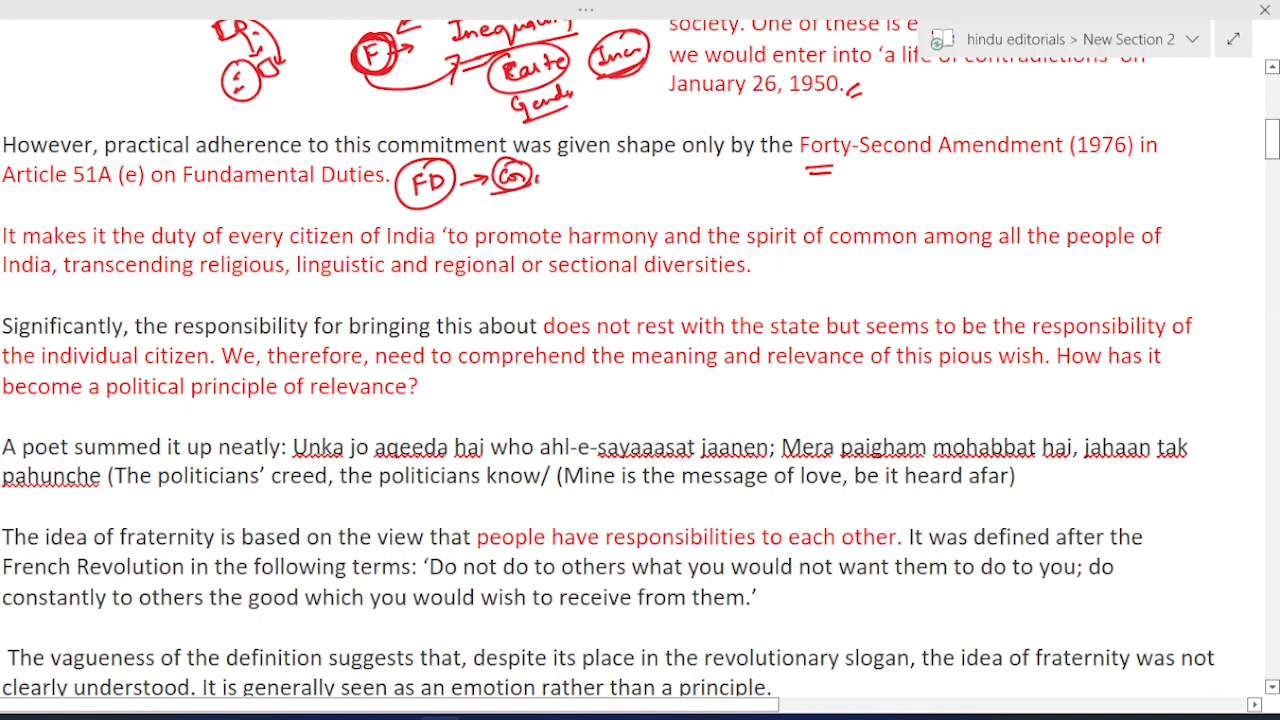 ...
ER.
F
Inequality
Caste
Gende
society. One of these is e
hindu editorials > New Section 2
we would enter into 'a life of contradictions' on
January 26, 1950.
However, practical adherence to this commitment was given shape only by the Forty-Second Amendment (1976) in
Article 51A (e) on Fundamental Duties.
FD
It makes it the duty of every citizen of India 'to promote harmony and the spirit of common among all the people of
India, transcending religious, linguistic and regional or sectional diversities.
Significantly, the responsibility for bringing this about does not rest with the state but seems to be the responsibility of
the individual citizen. We, therefore, need to comprehend the meaning and relevance of this pious wish. How has it
become a political principle of relevance?
A poet summed it up neatly: Unka jo aqeeda hai who ahl-e-sayaaasat jaanen; Mera paigham mohabbat hai, jahaan tak
pahunche (The politicians' creed, the politicians know/ (Mine is the message of love, be it heard afar)
The idea of fraternity is based on the view that people have responsibilities to each other. It was defined after the
French Revolution in the following terms: 'Do not do to others what you would not want them to do to you; do
constantly to others the good which you would wish to receive from them.'
The vagueness of the definition suggests that, despite its place in the revolutionary slogan, the idea of fraternity was not
clearly understood. It is generally seen as an emotion rather than a principle.